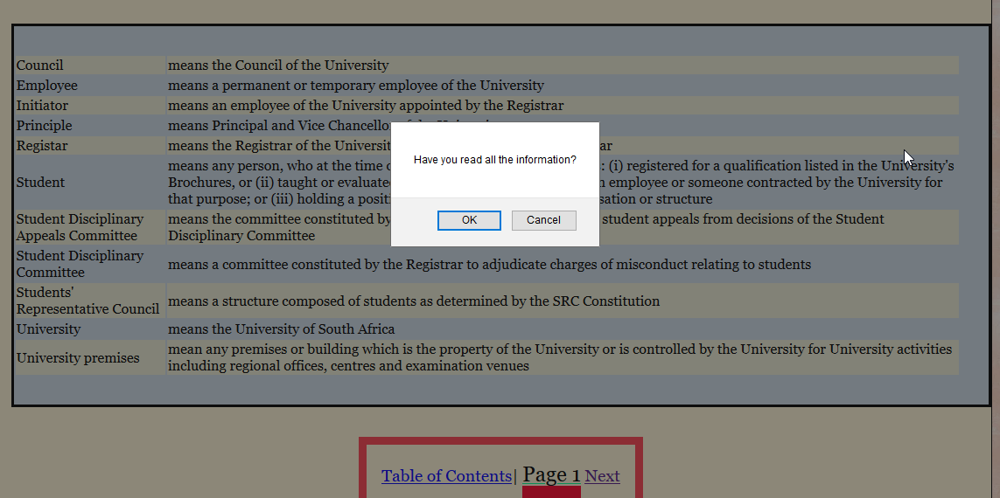 Council means the Council of the University
Employee means a permanent or temporary employee of the University
Initiator means an employee of the University appointed by the Registrar
Principle means Principal and Vice Chancello
Registar means the Registrar of the Universit ar
Student means any person, who at the time : (i) registered for a qualification listed in the University's
Brochures, or (ii) taught or evaluate employee or someone contracted by the University for
that purpose; or (iii) holding a posit sation or structure
Student Disciplinary
Appeals Committee
means the committee constituted by student appeals from decisions of the Student
Disciplinary Committee
Student Disciplinary
Committee
means a committee constituted by the Registrar to adjudicate charges of misconduct relating to students
Students'
Representative Council
means a structure composed of students as determined by the SRC Constitution
University means the University of South Africa
University premises
mean any premises or building which is the property of the University or is controlled by the University for University activities
including regional offices, centres and examination venues
Have you read all the information?
OK Cancel
Table of Contents| Page 1 Next